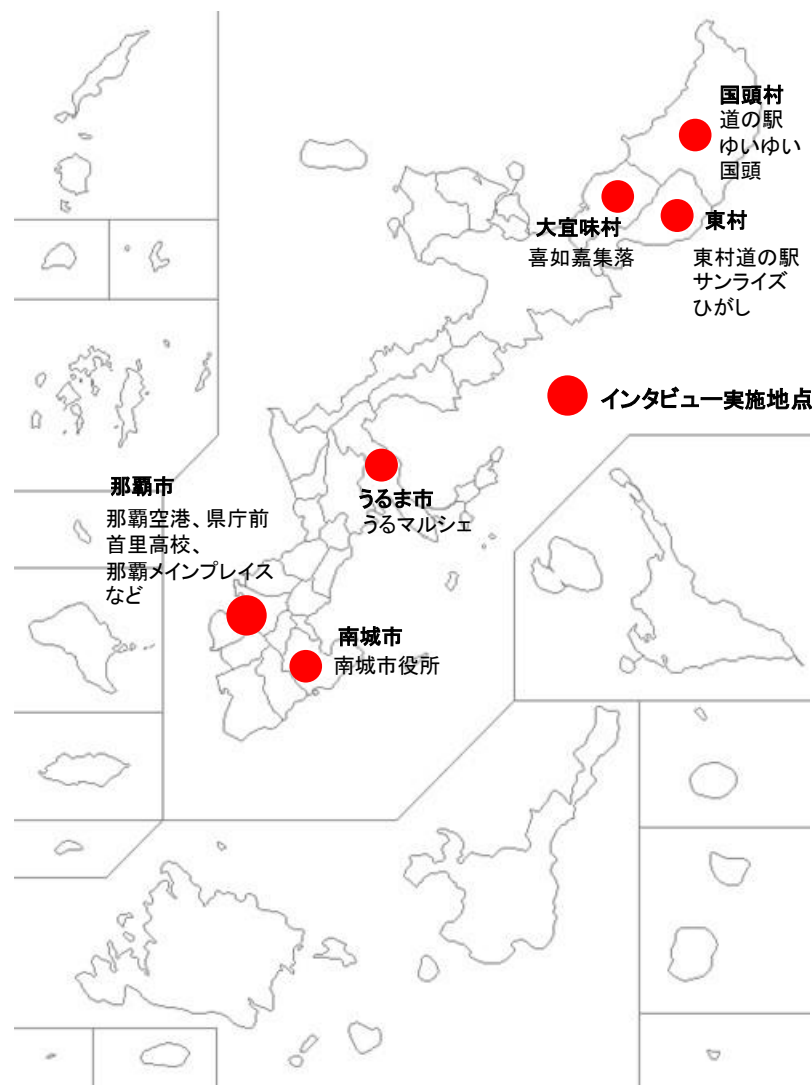 国頭村
道の駅
ゆいゆい
国頭
大宜味村
喜如嘉集落
東村
東村道の駅
サンライズ
ひがし
インタビュー実施地点
那覇市
那覇空港、県庁前
首里高校、
那覇メインプレイス
など
うるま市
うるマルシェ
南城市
南城市役所